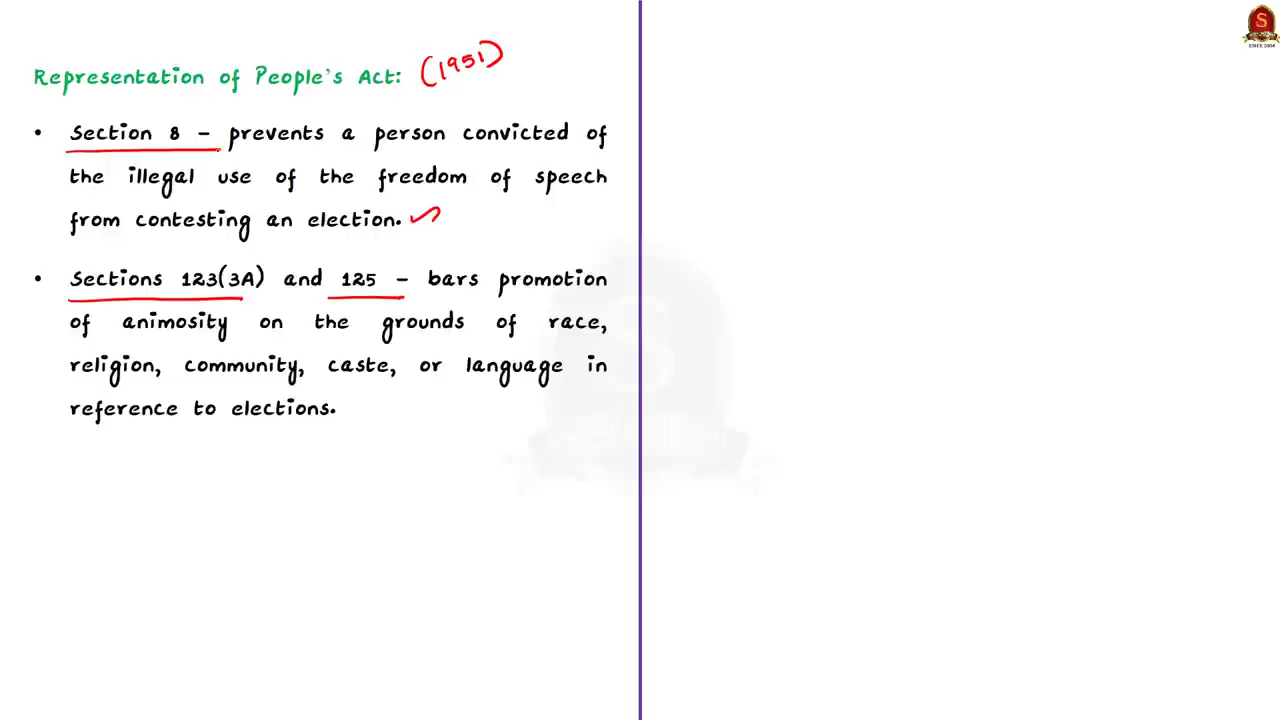 Representation of People's Act: (1951)
• Section 8 - prevents a person convicted of
the illegal use of the freedom of speech
from contesting an election.
• Sections 123(3A) and 125 - bars promotion
of animosity on the grounds of race,
religion, community, caste, or language in
reference to elections.
S
SINCE 2004